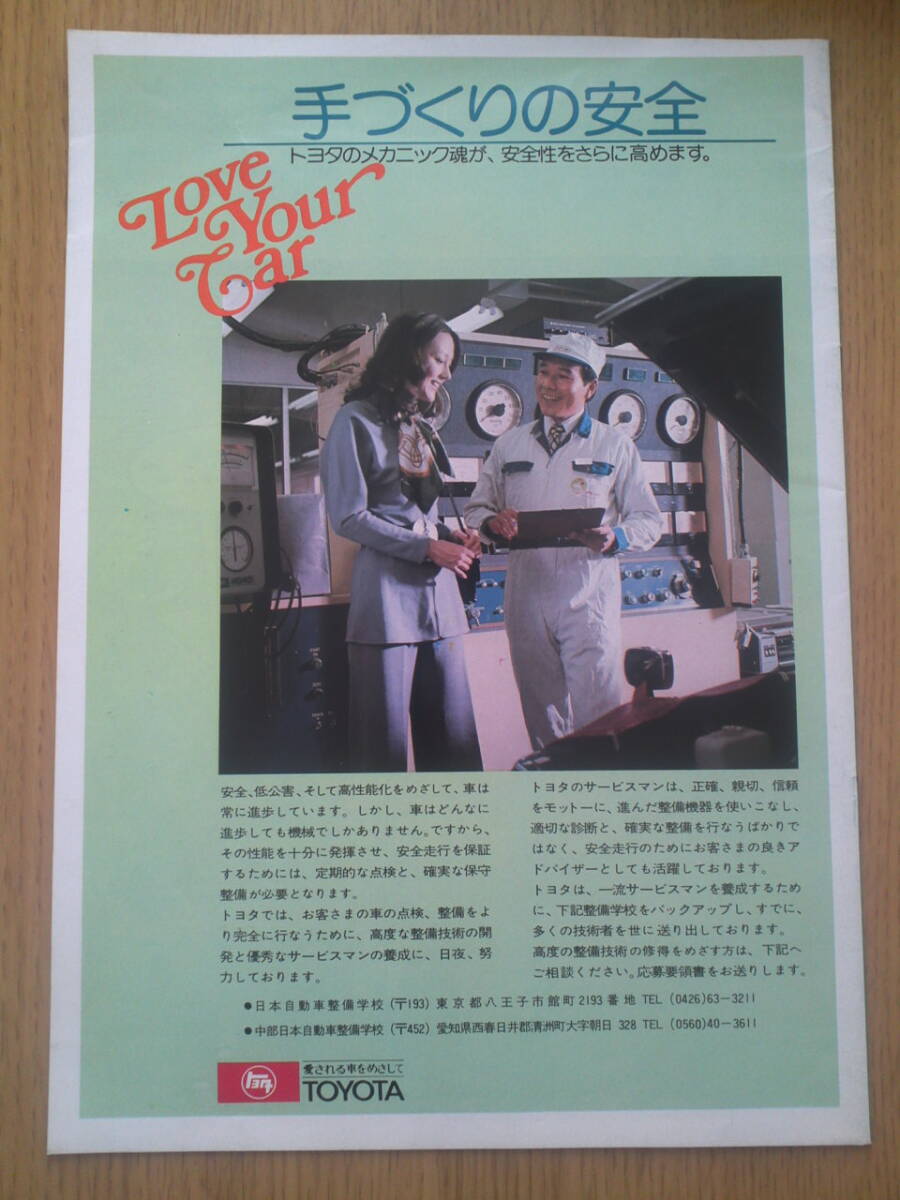 手づくりの安全
トヨタのメカニック魂が、安全性をさらに高めます。
Love
Your
Car
安全、低公害、そして高性能化をめざして、車は
常に進歩しています。しかし、車はどんなに
進歩しても機械でしかありません。ですから、
その性能を十分に発揮させ、安全走行を保証
するためには、定期的な点検と、確実な保守
整備が必要となります。
トヨタでは、お客さまの車の点検、整備をよ
り完全に行なうために、高度な整備技術の開
発と優秀なサービスマンの養成に、日夜、努
力しております。
トヨタのサービスマンは、正確、親切、信頼
をモットーに、進んだ整備機器を使いこなし、
適切な診断と、確実な整備を行なうばかりで
はなく、安全走行のためにお客さまの良きア
ドバイザーとしても活躍しております。
トヨタは、一流サービスマンを養成するため
に、下記整備学校をバックアップし、すでに、
多くの技術者を世に送り出しております。
高度の整備技術の修得をめざす方は、下記へ
ご相談ください。応募要領書をお送りします。
●日本自動車整備学校 (〒193) 東京都八王子市館町2193番地 TEL (0426)63-3211
●中部日本自動車整備学校 (〒452) 愛知県西春日井郡清洲町大字朝日 328 TEL (0560)40-3611
トヨタ
愛される車をめざして
TOYOTA